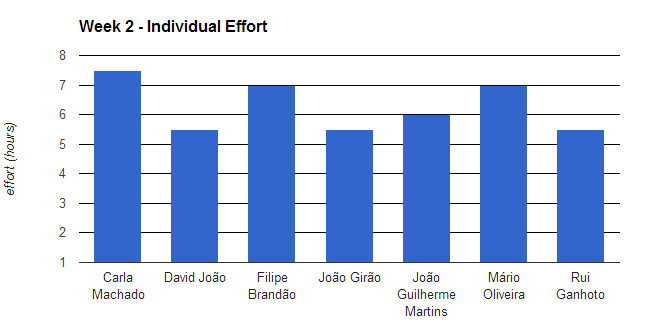 Week 2 - Individual Effort
effort (hours)
8
7
6
5
4
3
2
1
Carla
Machado
David João
Filipe
Brandão
João Girão
João
Guilherme
Martins
Mário
Oliveira
Rui
Ganhoto